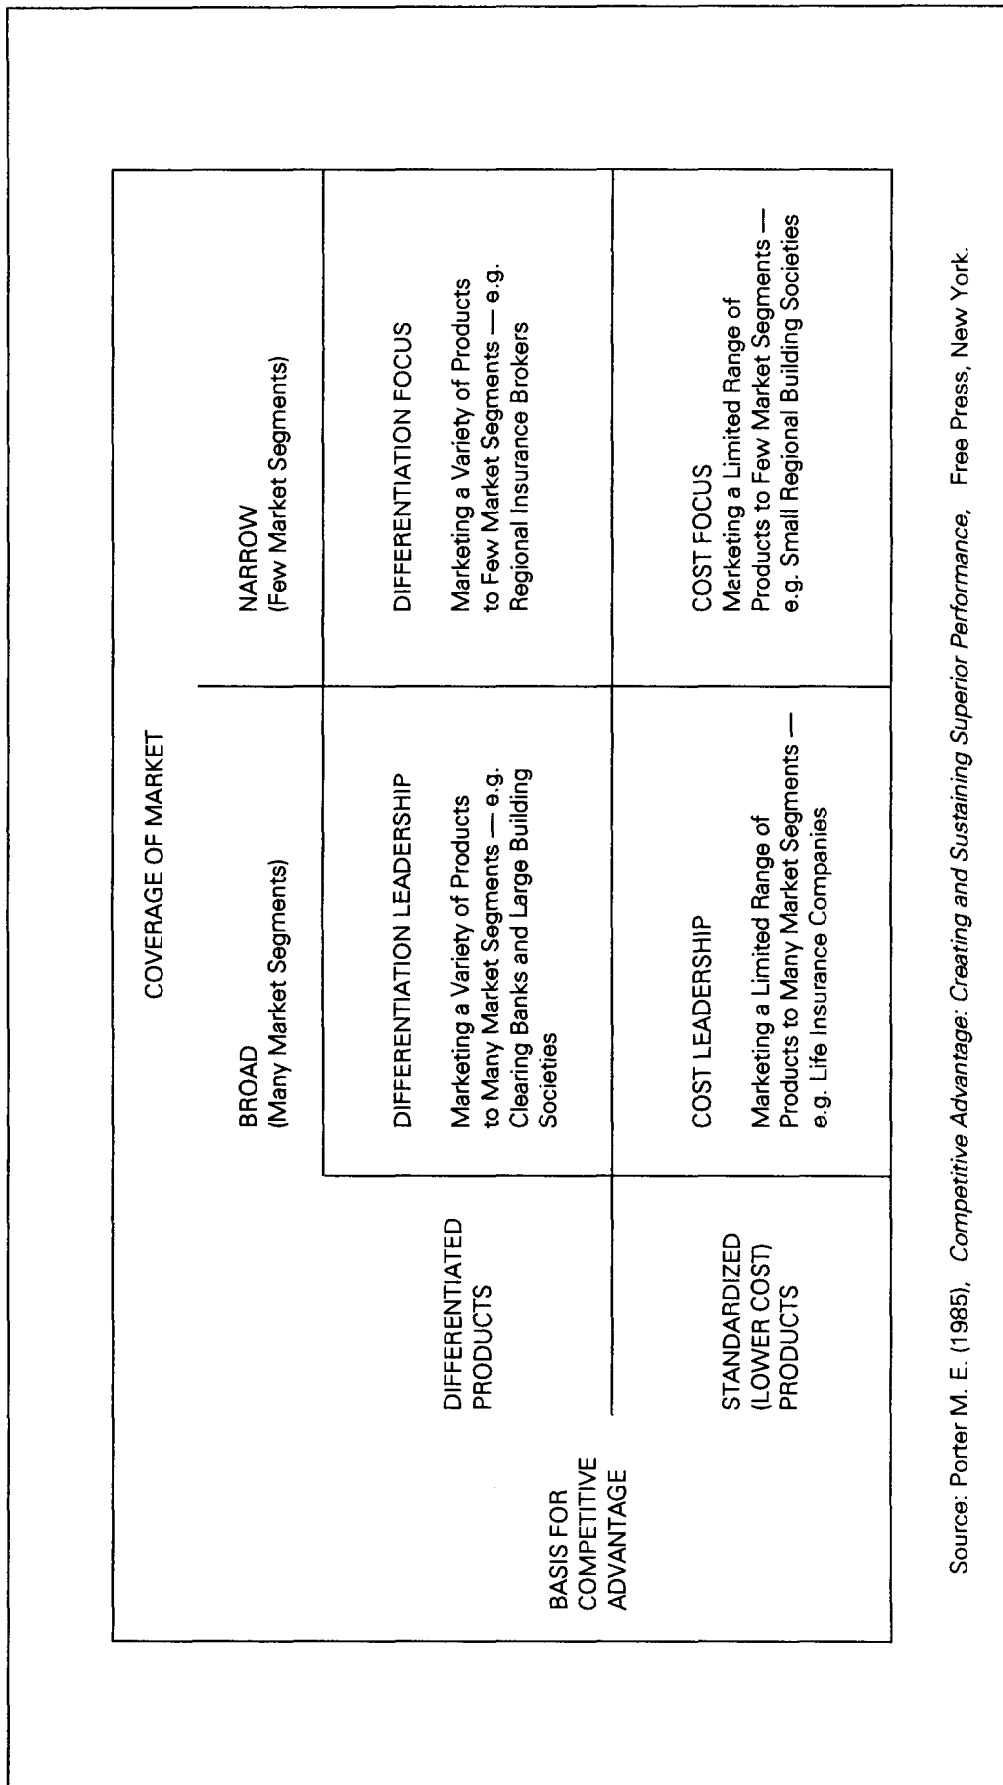 COVERAGE OF MARKET
BROAD
(Many Market Segments)
NARROW
(Few Market Segments)
BASIS FOR
COMPETITIVE
ADVANTAGE
DIFFERENTIATED
PRODUCTS
DIFFERENTIATION LEADERSHIP
Marketing a Variety of Products
to Many Market Segments — e.g.
Clearing Banks and Large Building
Societies
DIFFERENTIATION FOCUS
Marketing a Variety of Products
to Few Market Segments — e.g.
Regional Insurance Brokers
STANDARDIZED
(LOWER COST)
PRODUCTS
COST LEADERSHIP
Marketing a Limited Range of
Products to Many Market Segments —
e.g. Life Insurance Companies
COST FOCUS
Marketing a Limited Range of
Products to Few Market Segments —
e.g. Small Regional Building Societies
Source: Porter M. E. (1985), Competitive Advantage: Creating and Sustaining Superior Performance, Free Press, New York.